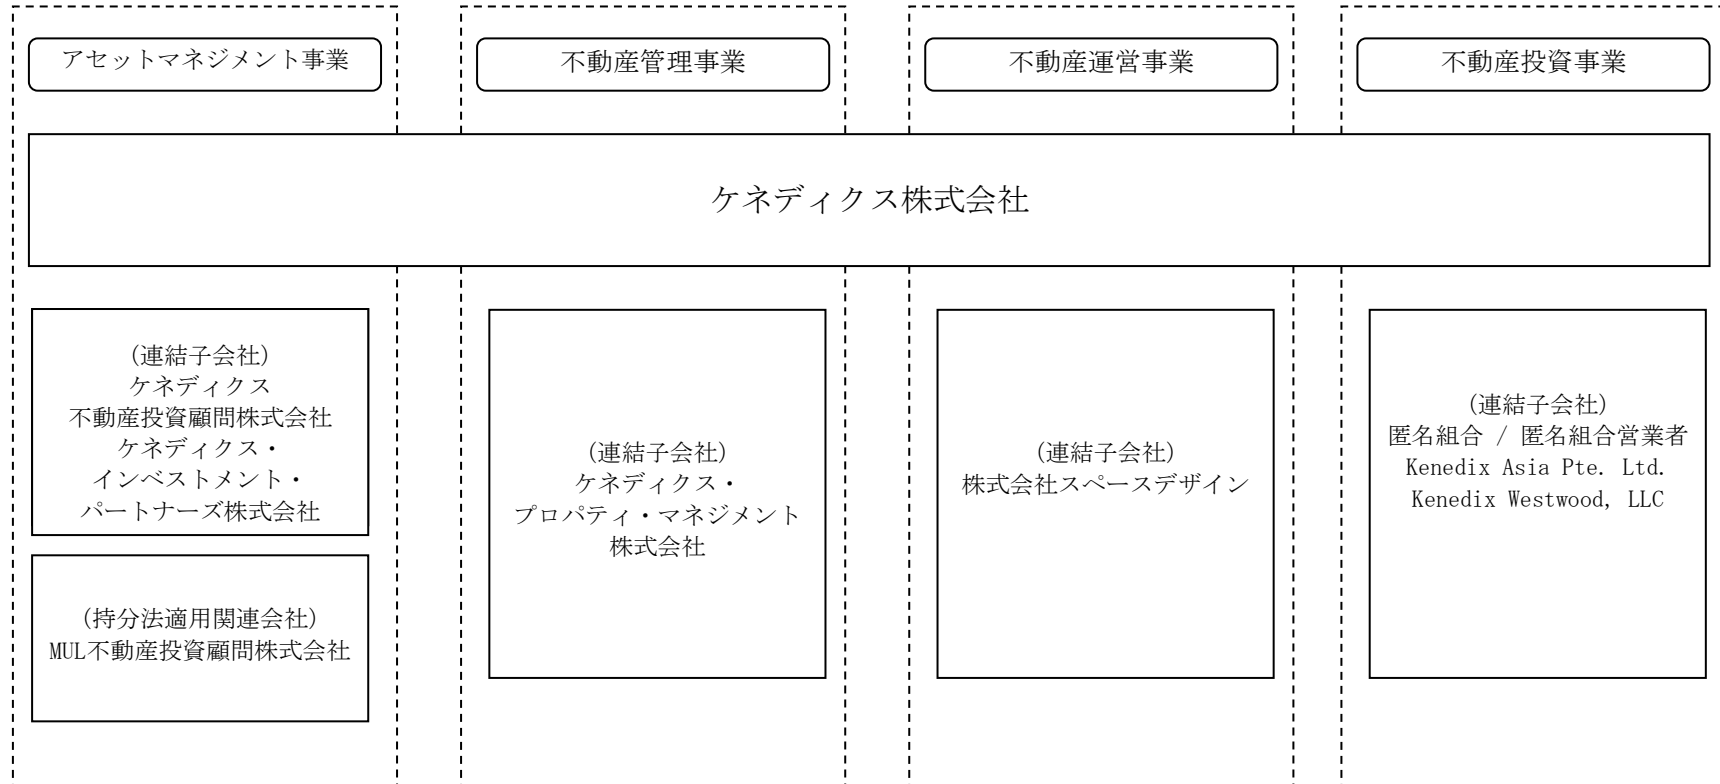 アセットマネジメント事業
不動産管理事業
不動産運営事業
不動産投資事業
ケネディクス株式会社
(連結子会社)
ケネディクス
不動産投資顧問株式会社
ケネディクス・
インベストメント・
パートナーズ株式会社
(持分法適用関連会社)
MUL不動産投資顧問株式会社
(連結子会社)
ケネディクス・
プロパティ・マネジメント
株式会社
(連結子会社)
株式会社スペースデザイン
(連結子会社)
匿名組合 / 匿名組合営業者
Kenedix Asia Pte. Ltd.
Kenedix Westwood, LLC